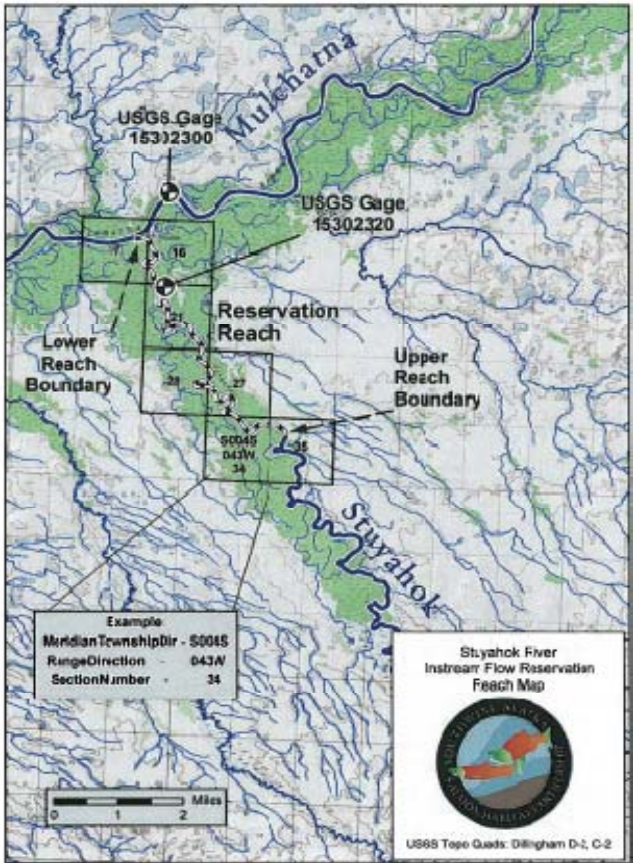 USGS Gage
15302300
Mulchatna
USGS Gage
15302320
16
Reservation
Reach
21
Lower
Reach
Boundary
28
27
Upper
Reach
Boundary
S004S
043W
34
35
Stuyahok
Example
MeridianTownshipDir - S004S
RangeDirection - 043W
SectionNumber - 34
Miles
0 1 2
Stuyahok River
Instream Flow Reservation
Reach Map
USGS Topo Quads: Dillingham D-2, C-2